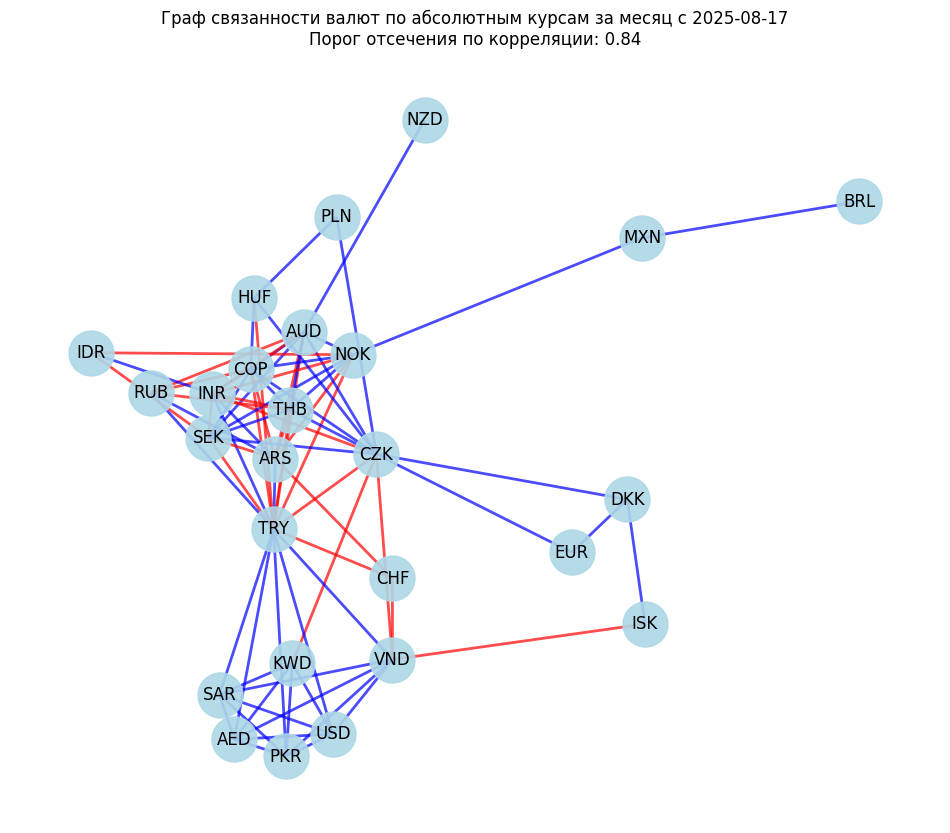 Граф связанности валют по абсолютным курсам за месяц с 2025-08-17
Порог отсечения по корреляции: 0.84
NZD
BRL
PLN
MXN
HUF
AUD
IDR
NOK
COP
RUB
INR
THB
SEK
ARS
CZK
DKK
TRY
EUR
CHF
ISK
KWD
VND
SAR
AED
USD
PKR